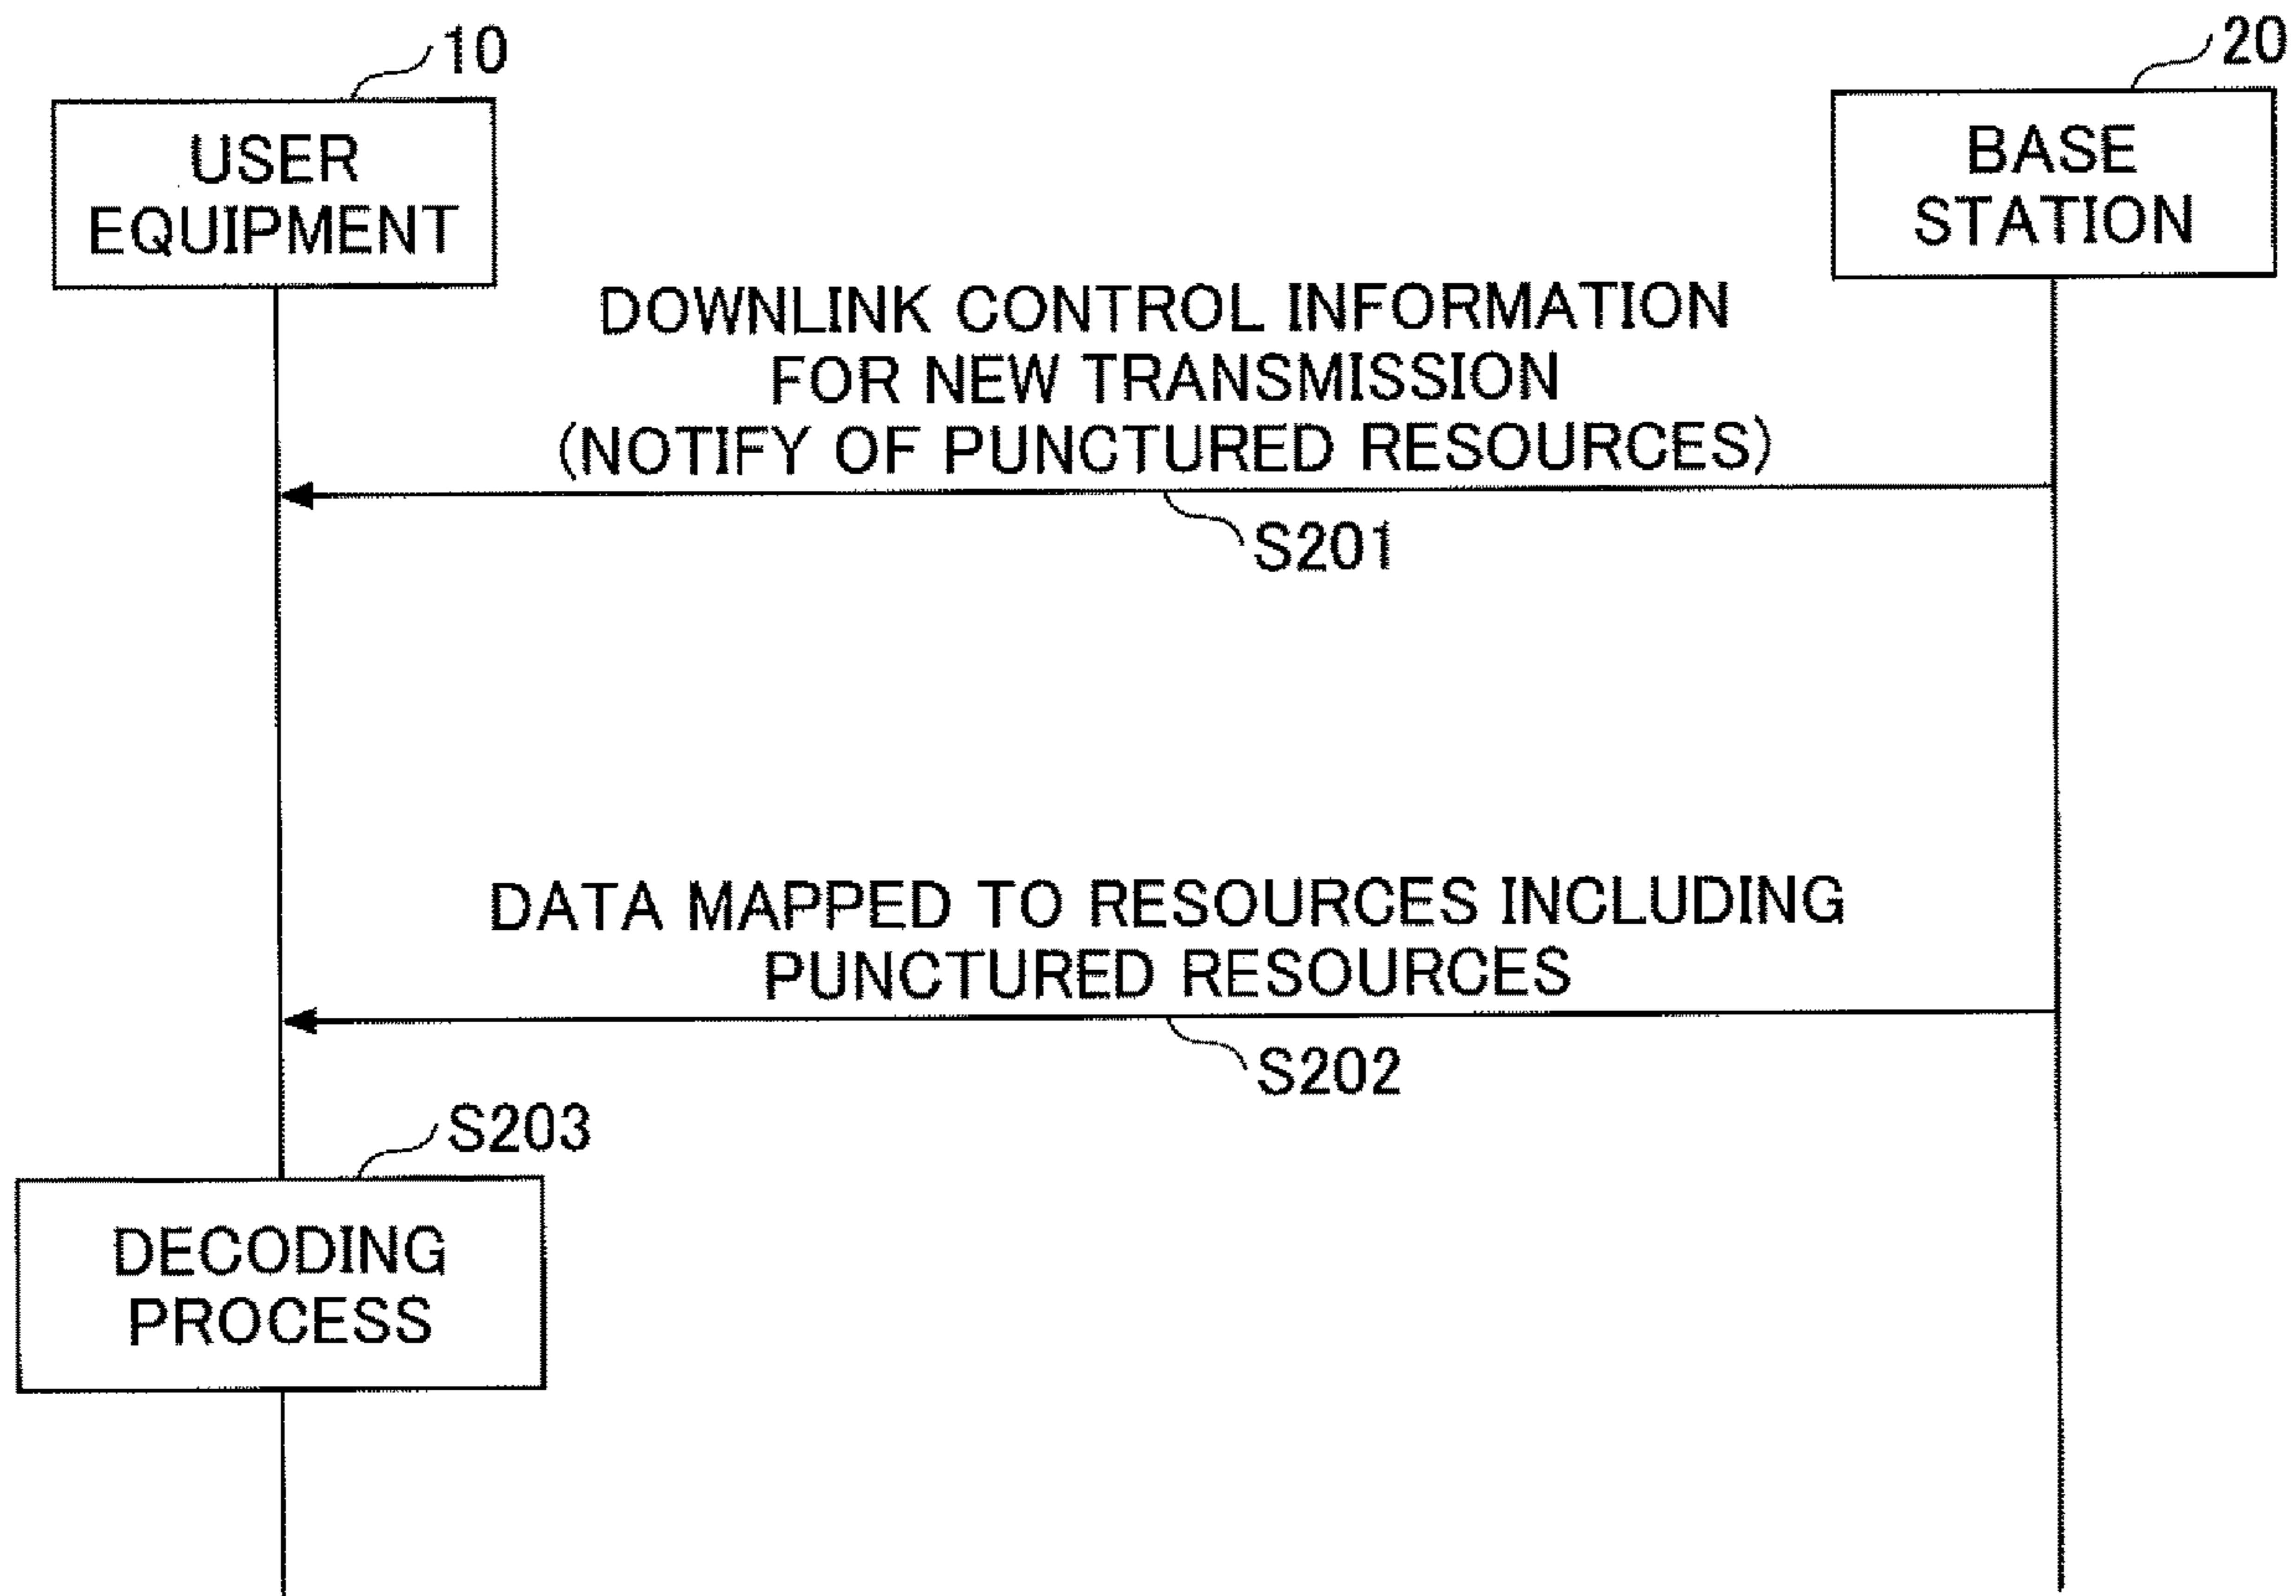 10
20
USER
EQUIPMENT
BASE
STATION
DOWNLINK CONTROL INFORMATION
FOR NEW TRANSMISSION
(NOTIFY OF PUNCTURED RESOURCES)
S201
DATA MAPPED TO RESOURCES INCLUDING
PUNCTURED RESOURCES
S202
S203
DECODING
PROCESS